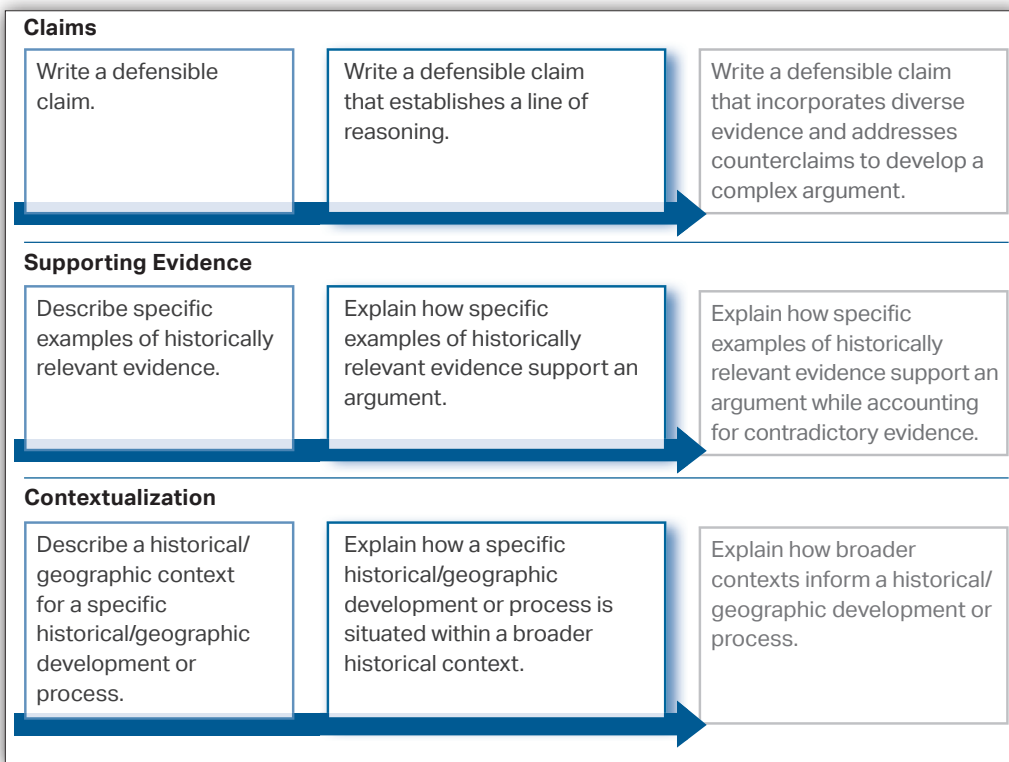 Claims
Write a defensible
claim.
Write a defensible claim
that establishes a line of
reasoning.
Write a defensible claim
that incorporates diverse
evidence and addresses
counterclaims to develop a
complex argument.
Supporting Evidence
Describe specific
examples of historically
relevant evidence.
Explain how specific
examples of historically
relevant evidence support an
argument.
Explain how specific
examples of historically
relevant evidence support an
argument while accounting
for contradictory evidence.
Contextualization
Describe a historical/
geographic context
for a specific
historical/geographic
development or
process.
Explain how a specific
historical/geographic
development or process is
situated within a broader
historical context.
Explain how broader
contexts inform a historical/
geographic development or
process.